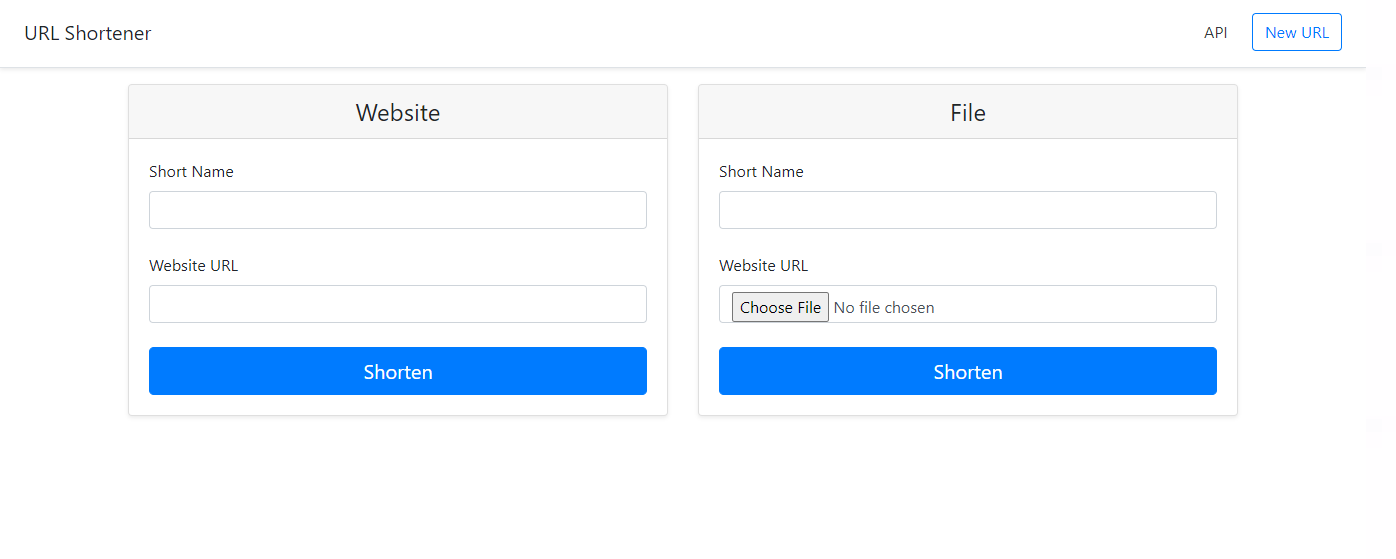 URL Shortener
API
New URL
Website
Short Name
Website URL
Shorten
File
Short Name
Website URL
Choose File No file chosen
Shorten